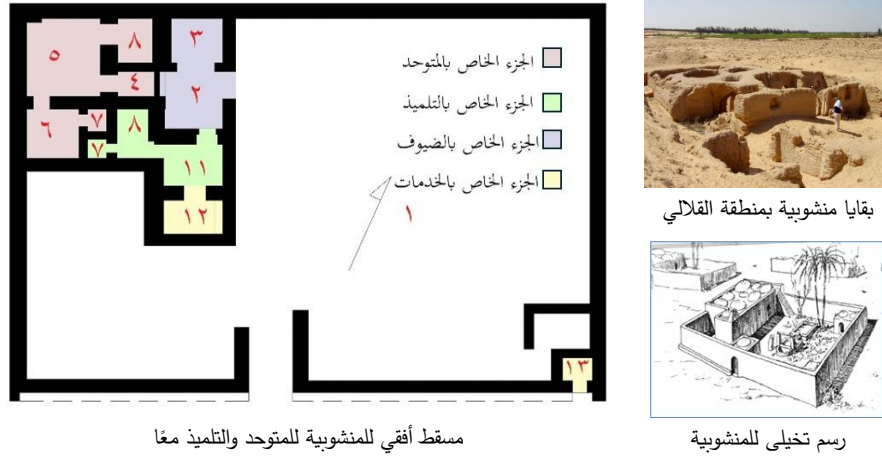 ٣
٨
٥
٢
٤
٦
٧
٨
٧
١١
١٢
الجزء الخاص بالمتوحد
الجزء الخاص بالتلميذ
الجزء الخاص بالضيوف
الجزء الخاص بالخدمات
١
١٣
مسقط أفقي للمنشوبية للمتوحد والتلميذ معًا
بقايا منشوبية بمنطقة القلالي
رسم تخيلى للمنشوبية